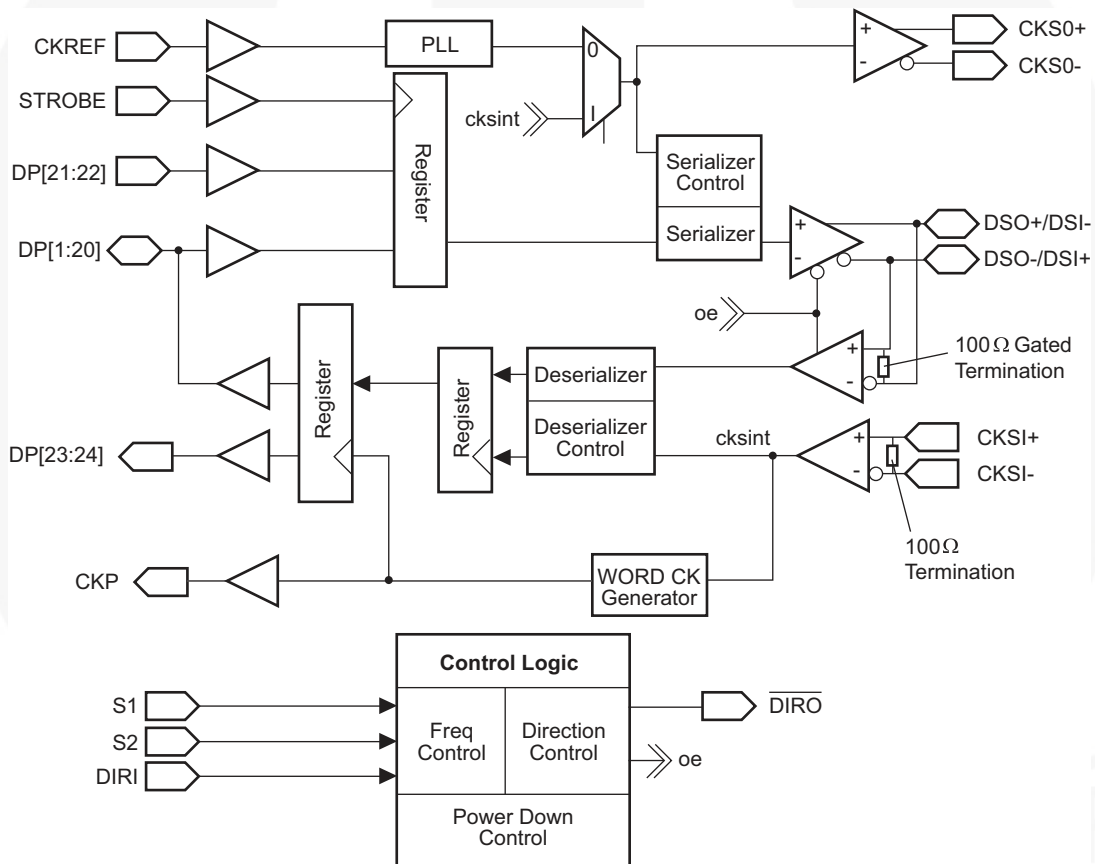 CKREF
PLL
0
+
-
CKS0+
CKS0-
STROBE
cksint
I
Register
DP[21:22]
Serializer
Control
DP[1:20]
Serializer
+
-
DSO+/DSI-
DSO-/DSI+
oe
Register
Register
Deserializer
+
-
100Ω Gated
Termination
DP[23:24]
Deserializer
Control
cksint
+
-
CKSI+
CKSI-
100Ω
Termination
CKP
WORD CK
Generator
Control Logic
S1
S2
DIRI
Freq
Control
Direction
Control
DIRO
oe
Power Down
Control